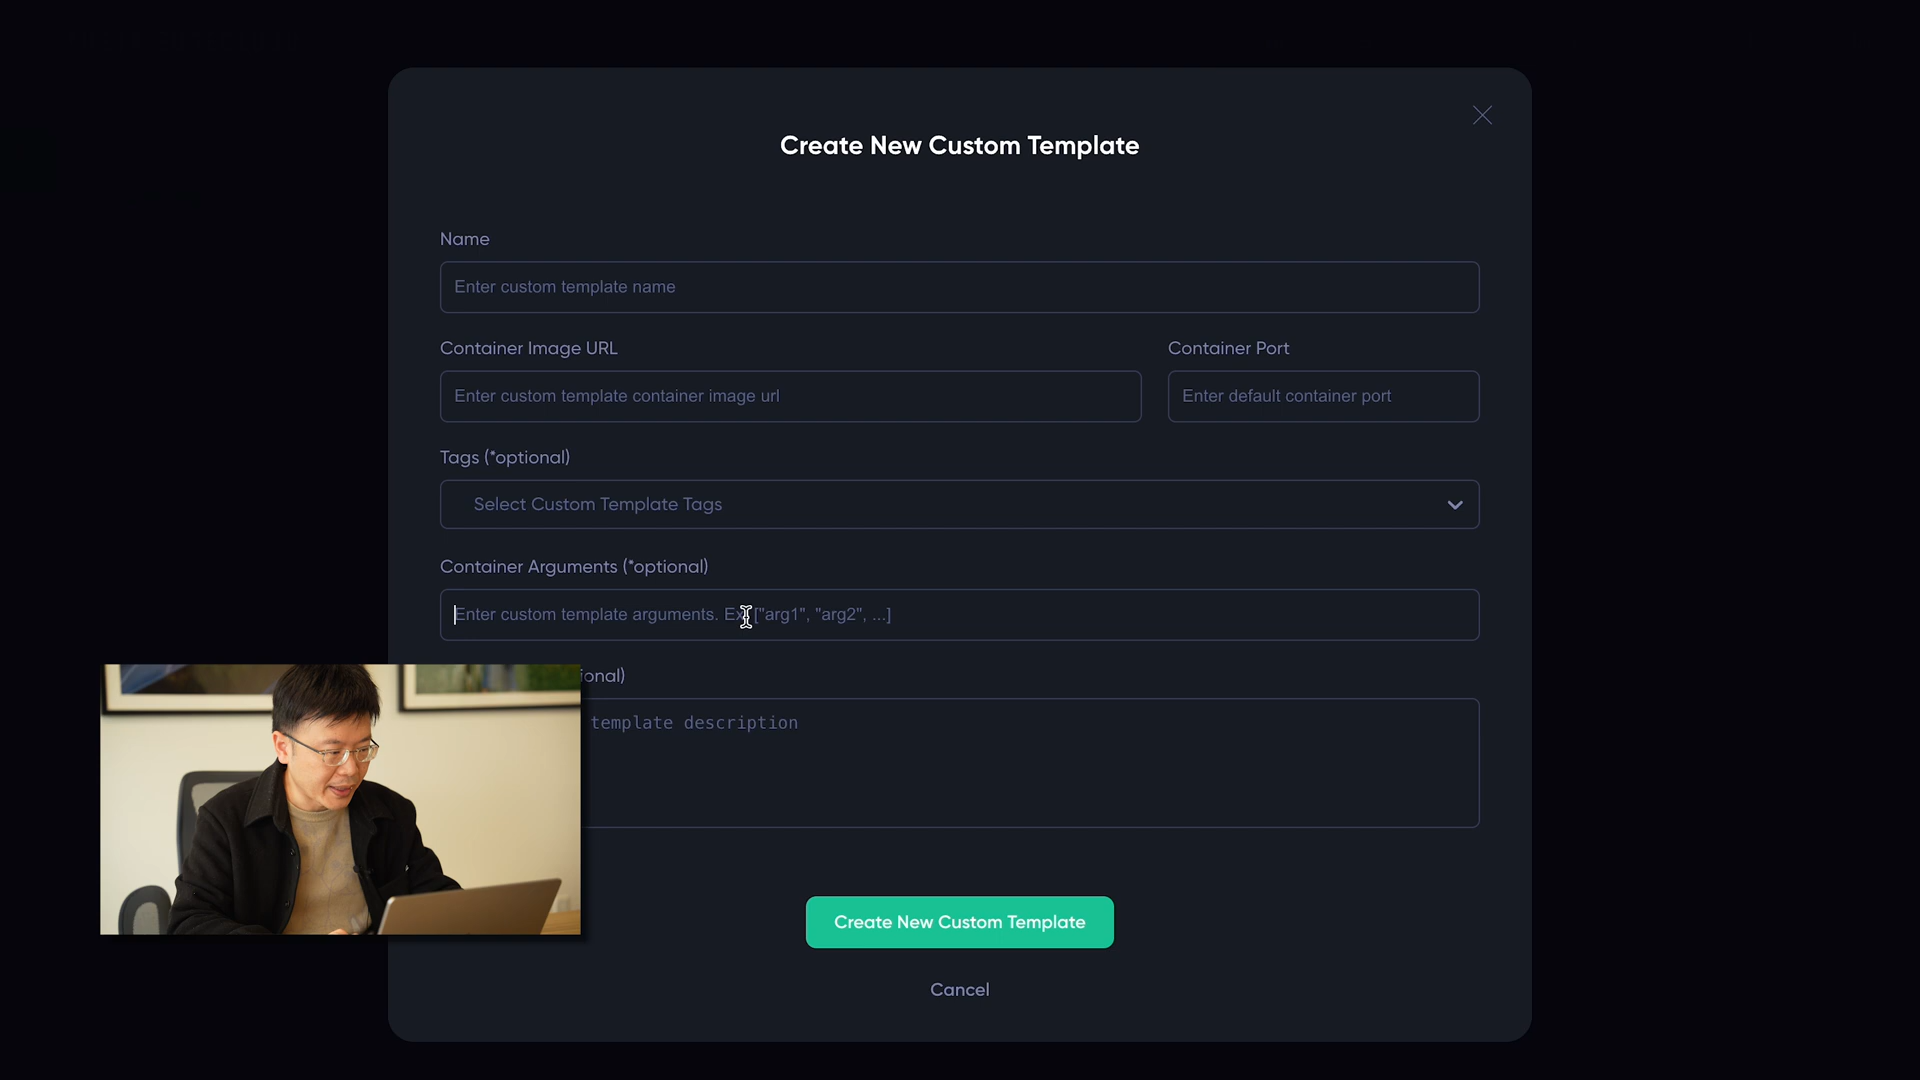 Create New Custom Template
Name
Enter custom template name
Container Image URL
Container Port
Enter custom template container image url
Enter default container port
Tags (*optional)
Select Custom Template Tags
Container Arguments (*optional)
Enter custom template arguments. Ex ["arg1", "arg2", ...]
ional)
template description
Create New Custom Template
Cancel